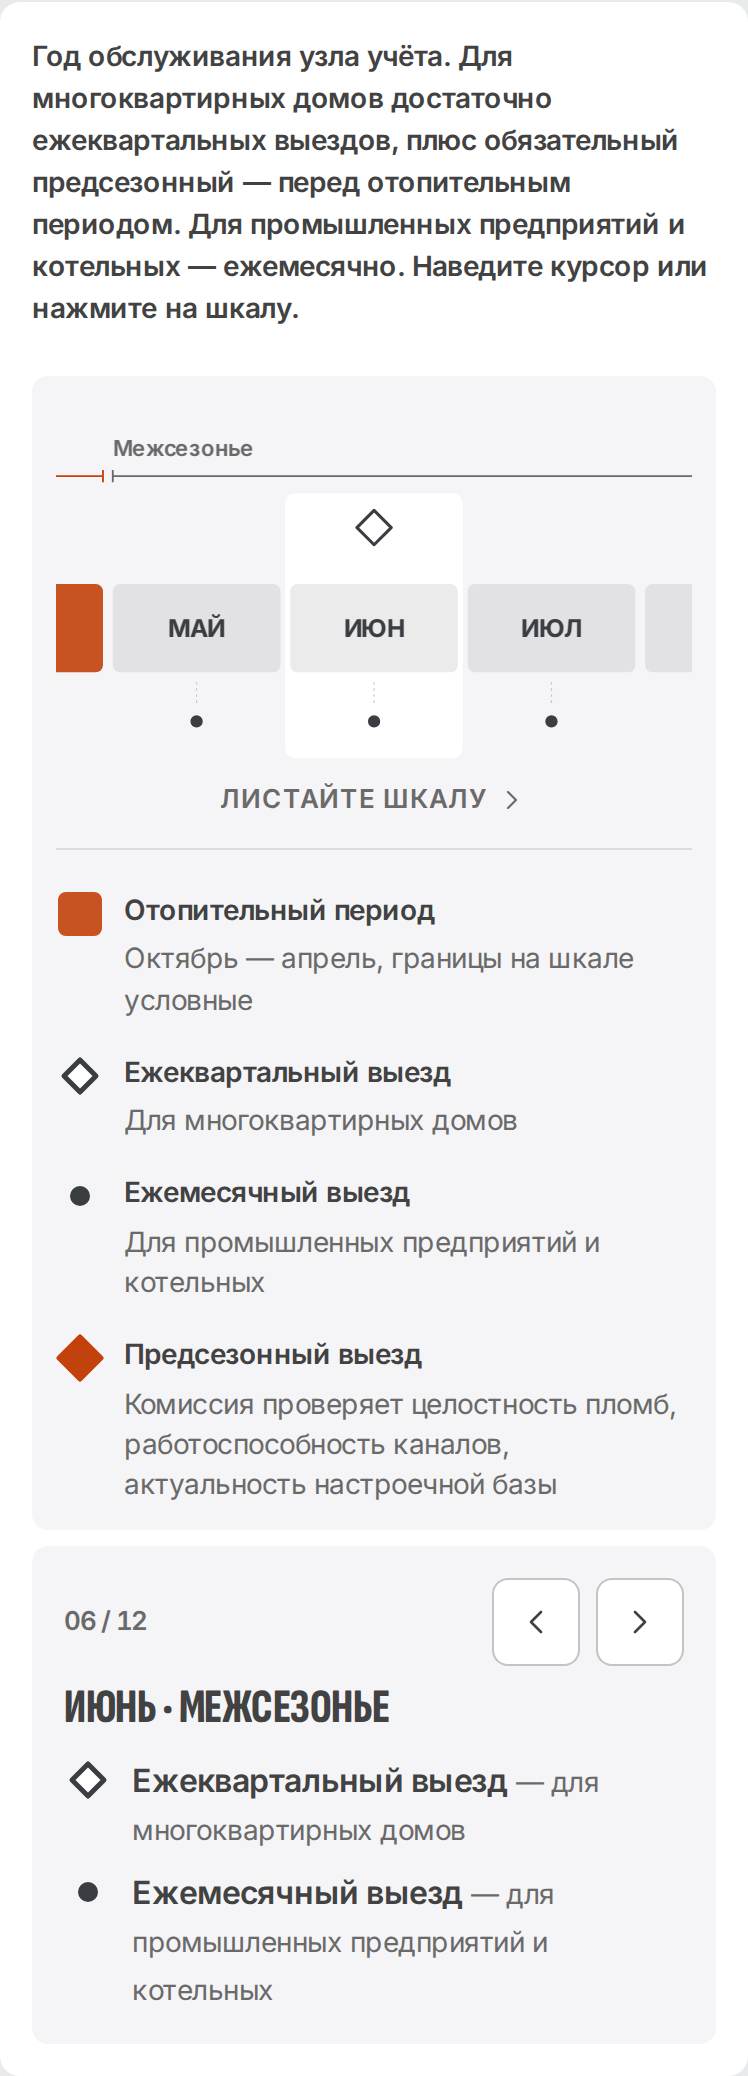 Год обслуживания узла учёта. Для
многоквартирных домов достаточно
ежеквартальных выездов, плюс обязательный
предсезонный — перед отопительным
периодом. Для промышленных предприятий и
котельных — ежемесячно. Наведите курсор или
нажмите на шкалу.
Межсезонье
МАЙ ИЮН ИЮЛ
ЛИСТАЙТЕ ШКАЛУ
Отопительный период
Октябрь — апрель, границы на шкале
условные
Ежеквартальный выезд
Для многоквартирных домов
Ежемесячный выезд
Для промышленных предприятий и
котельных
Предсезонный выезд
Комиссия проверяет целостность пломб,
работоспособность каналов,
актуальность настроечной базы
06 / 12
ИЮНЬ · МЕЖСЕЗОНЬЕ
Ежеквартальный выезд — для
многоквартирных домов
Ежемесячный выезд — для
промышленных предприятий и
котельных